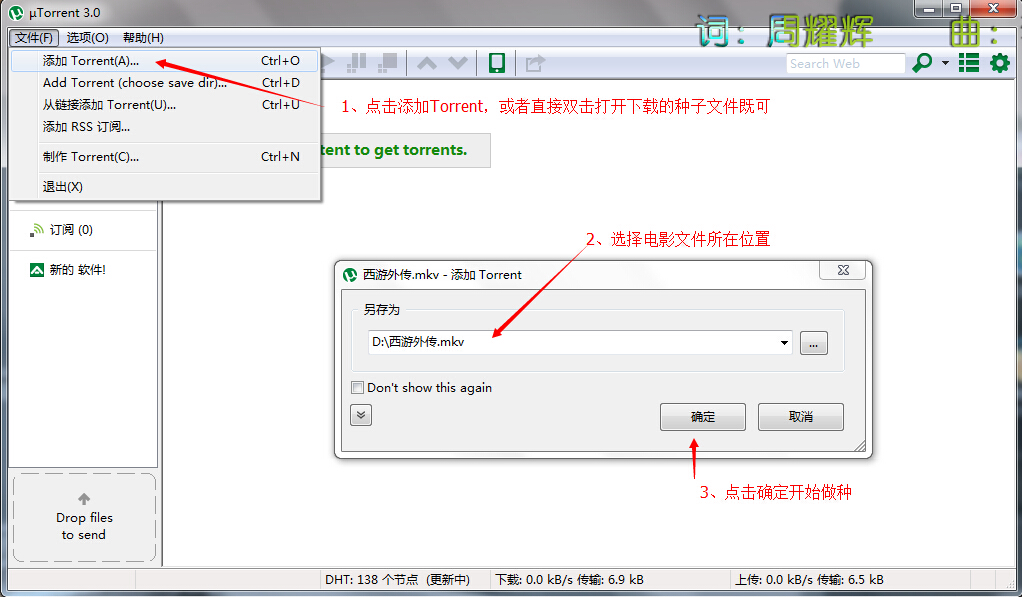 µTorrent 3.0
词：周耀辉 曲：
文件(F) 选项(O) 帮助(H)
添加 Torrent(A)... Ctrl+O
Add Torrent (choose save dir)... Ctrl+D
从链接添加 Torrent(U)... Ctrl+U
添加 RSS 订阅...
制作 Torrent(C)... Ctrl+N
退出(X)
Search Web
1、点击添加Torrent，或者直接双击打开下载的种子文件既可
tent to get torrents.
订阅 (0)
新的 软件!
2、选择电影文件所在位置
西游外传.mkv - 添加 Torrent
另存为
D:\西游外传.mkv
...
Don't show this again
确定 取消
3、点击确定开始做种
Drop files
to send
DHT: 138 个节点 (更新中) 下载: 0.0 kB/s 传输: 6.9 kB 上传: 0.0 kB/s 传输: 6.5 kB